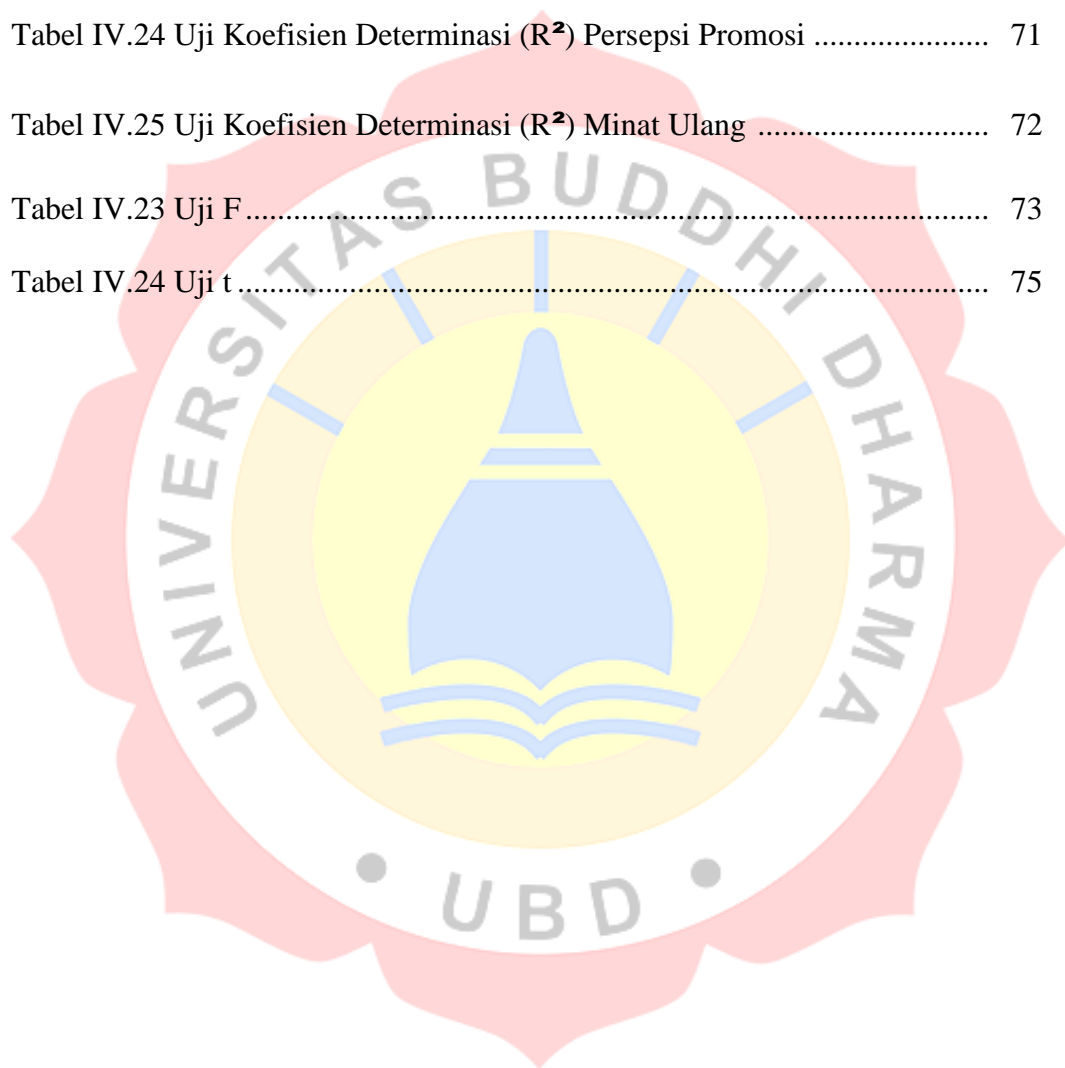 Tabel IV.24 Uji Koefisien Determinasi (R²) Persepsi Promosi ..................... 71
Tabel IV.25 Uji Koefisien Determinasi (R²) Minat Ulang ............................ 72
Tabel IV.23 Uji F.......................................................................................... 73
Tabel IV.24 Uji t ........................................................................................... 75
UNIVERSITAS BUDDHI DHARMA
• UBD •